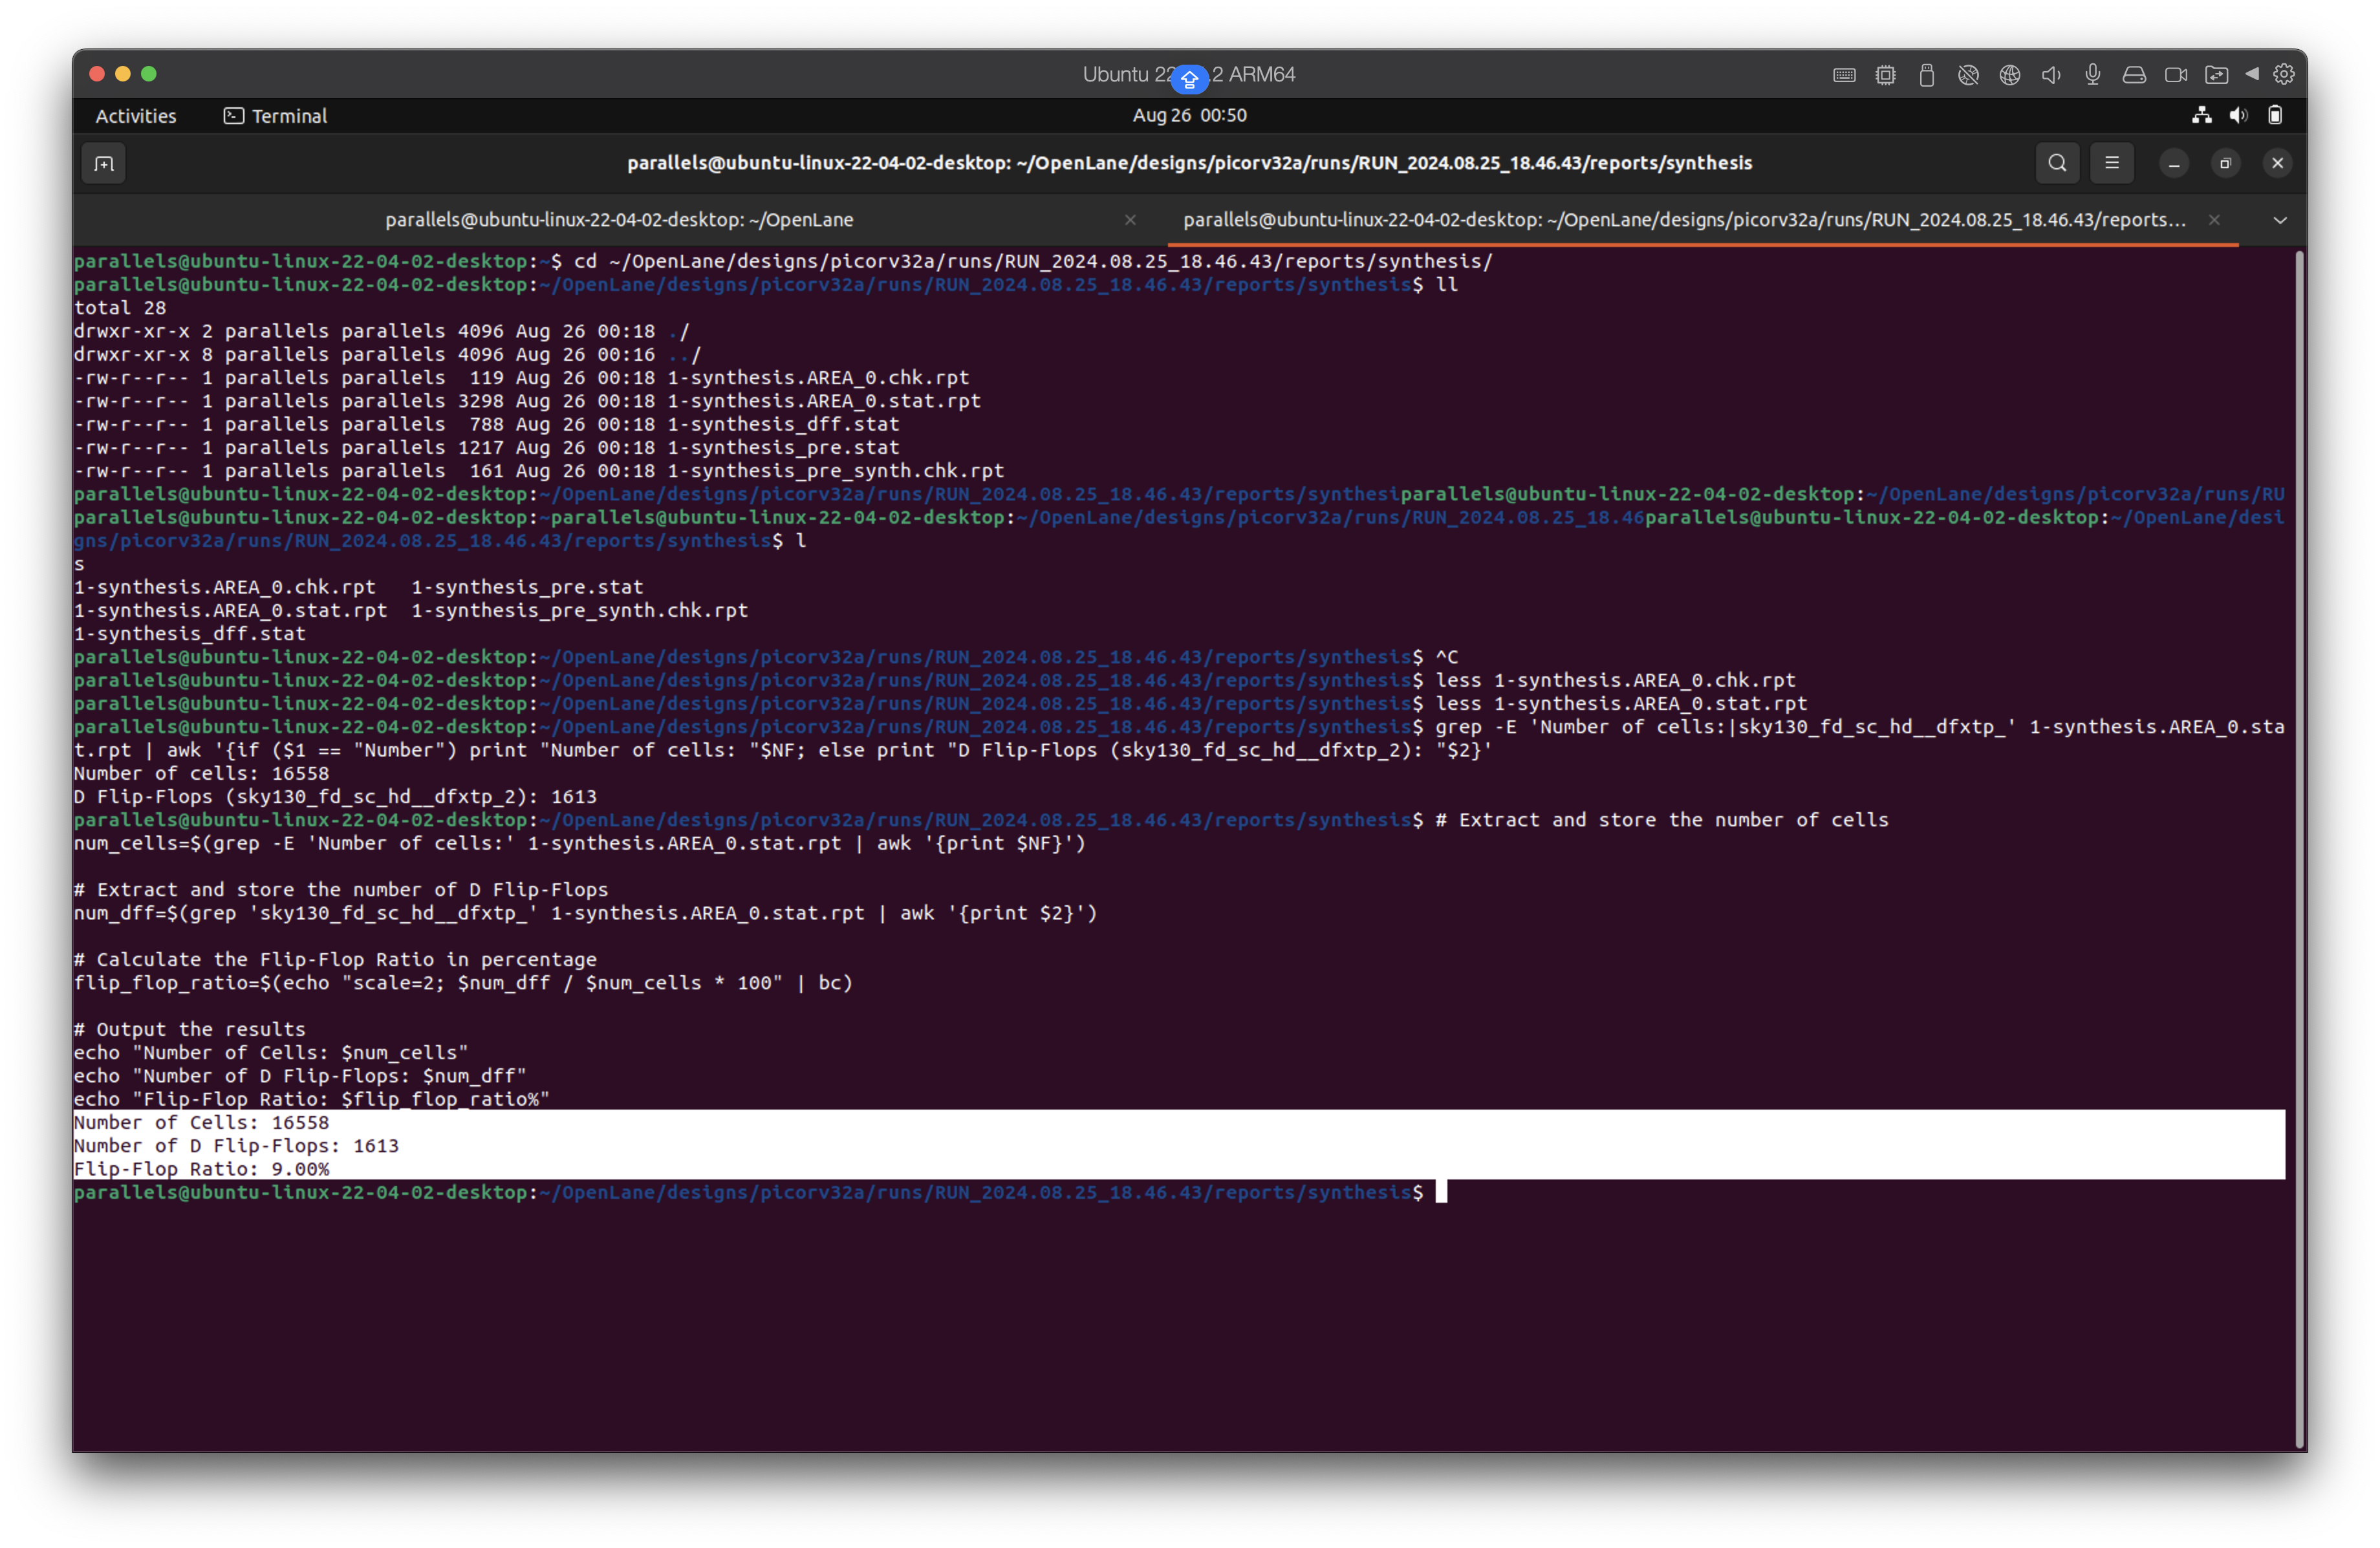 Ubuntu 22 .2 ARM64
Activities Terminal Aug 26 00:50
parallels@ubuntu-linux-22-04-02-desktop: ~/OpenLane/designs/picorv32a/runs/RUN_2024.08.25_18.46.43/reports/synthesis
parallels@ubuntu-linux-22-04-02-desktop: ~/OpenLane parallels@ubuntu-linux-22-04-02-desktop: ~/OpenLane/designs/picorv32a/runs/RUN_2024.08.25_18.46.43/reports...
parallels@ubuntu-linux-22-04-02-desktop:~$ cd ~/OpenLane/designs/picorv32a/runs/RUN_2024.08.25_18.46.43/reports/synthesis/
parallels@ubuntu-linux-22-04-02-desktop:~/OpenLane/designs/picorv32a/runs/RUN_2024.08.25_18.46.43/reports/synthesis$ ll
total 28
drwxr-xr-x 2 parallels parallels 4096 Aug 26 00:18 ./
drwxr-xr-x 8 parallels parallels 4096 Aug 26 00:16 ../
-rw-r--r-- 1 parallels parallels  119 Aug 26 00:18 1-synthesis.AREA_0.chk.rpt
-rw-r--r-- 1 parallels parallels 3298 Aug 26 00:18 1-synthesis.AREA_0.stat.rpt
-rw-r--r-- 1 parallels parallels  788 Aug 26 00:18 1-synthesis_dff.stat
-rw-r--r-- 1 parallels parallels 1217 Aug 26 00:18 1-synthesis_pre.stat
-rw-r--r-- 1 parallels parallels  161 Aug 26 00:18 1-synthesis_pre_synth.chk.rpt
parallels@ubuntu-linux-22-04-02-desktop:~/OpenLane/designs/picorv32a/runs/RUN_2024.08.25_18.46.43/reports/synthesiparallels@ubuntu-linux-22-04-02-desktop:~/OpenLane/designs/picorv32a/runs/RU
parallels@ubuntu-linux-22-04-02-desktop:~parallels@ubuntu-linux-22-04-02-desktop:~/OpenLane/designs/picorv32a/runs/RUN_2024.08.25_18.46parallels@ubuntu-linux-22-04-02-desktop:~/OpenLane/desi
gns/picorv32a/runs/RUN_2024.08.25_18.46.43/reports/synthesis$ l
s
1-synthesis.AREA_0.chk.rpt   1-synthesis_pre.stat
1-synthesis.AREA_0.stat.rpt  1-synthesis_pre_synth.chk.rpt
1-synthesis_dff.stat
parallels@ubuntu-linux-22-04-02-desktop:~/OpenLane/designs/picorv32a/runs/RUN_2024.08.25_18.46.43/reports/synthesis$ ^C
parallels@ubuntu-linux-22-04-02-desktop:~/OpenLane/designs/picorv32a/runs/RUN_2024.08.25_18.46.43/reports/synthesis$ less 1-synthesis.AREA_0.chk.rpt
parallels@ubuntu-linux-22-04-02-desktop:~/OpenLane/designs/picorv32a/runs/RUN_2024.08.25_18.46.43/reports/synthesis$ less 1-synthesis.AREA_0.stat.rpt
parallels@ubuntu-linux-22-04-02-desktop:~/OpenLane/designs/picorv32a/runs/RUN_2024.08.25_18.46.43/reports/synthesis$ grep -E 'Number of cells:|sky130_fd_sc_hd__dfxtp_' 1-synthesis.AREA_0.sta
t.rpt | awk '{if ($1 == "Number") print "Number of cells: "$NF; else print "D Flip-Flops (sky130_fd_sc_hd__dfxtp_2): "$2}'
Number of cells: 16558
D Flip-Flops (sky130_fd_sc_hd__dfxtp_2): 1613
parallels@ubuntu-linux-22-04-02-desktop:~/OpenLane/designs/picorv32a/runs/RUN_2024.08.25_18.46.43/reports/synthesis$ # Extract and store the number of cells
num_cells=$(grep -E 'Number of cells:' 1-synthesis.AREA_0.stat.rpt | awk '{print $NF}')
# Extract and store the number of D Flip-Flops
num_dff=$(grep 'sky130_fd_sc_hd__dfxtp_' 1-synthesis.AREA_0.stat.rpt | awk '{print $2}')
# Calculate the Flip-Flop Ratio in percentage
flip_flop_ratio=$(echo "scale=2; $num_dff / $num_cells * 100" | bc)
# Output the results
echo "Number of Cells: $num_cells"
echo "Number of D Flip-Flops: $num_dff"
echo "Flip-Flop Ratio: $flip_flop_ratio%"
Number of Cells: 16558
Number of D Flip-Flops: 1613
Flip-Flop Ratio: 9.00%
parallels@ubuntu-linux-22-04-02-desktop:~/OpenLane/designs/picorv32a/runs/RUN_2024.08.25_18.46.43/reports/synthesis$